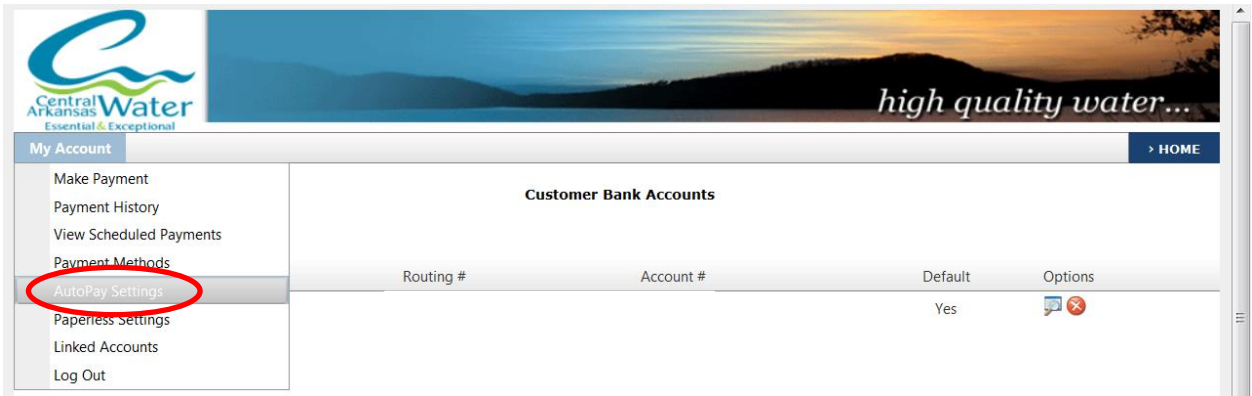 Central
Arkansas Water
Essential & Exceptional
high quality water...
My Account
› HOME
Make Payment
Payment History
View Scheduled Payments
Payment Methods
AutoPay Settings
Paperless Settings
Linked Accounts
Log Out
Customer Bank Accounts
Routing # Account # Default Options
Yes